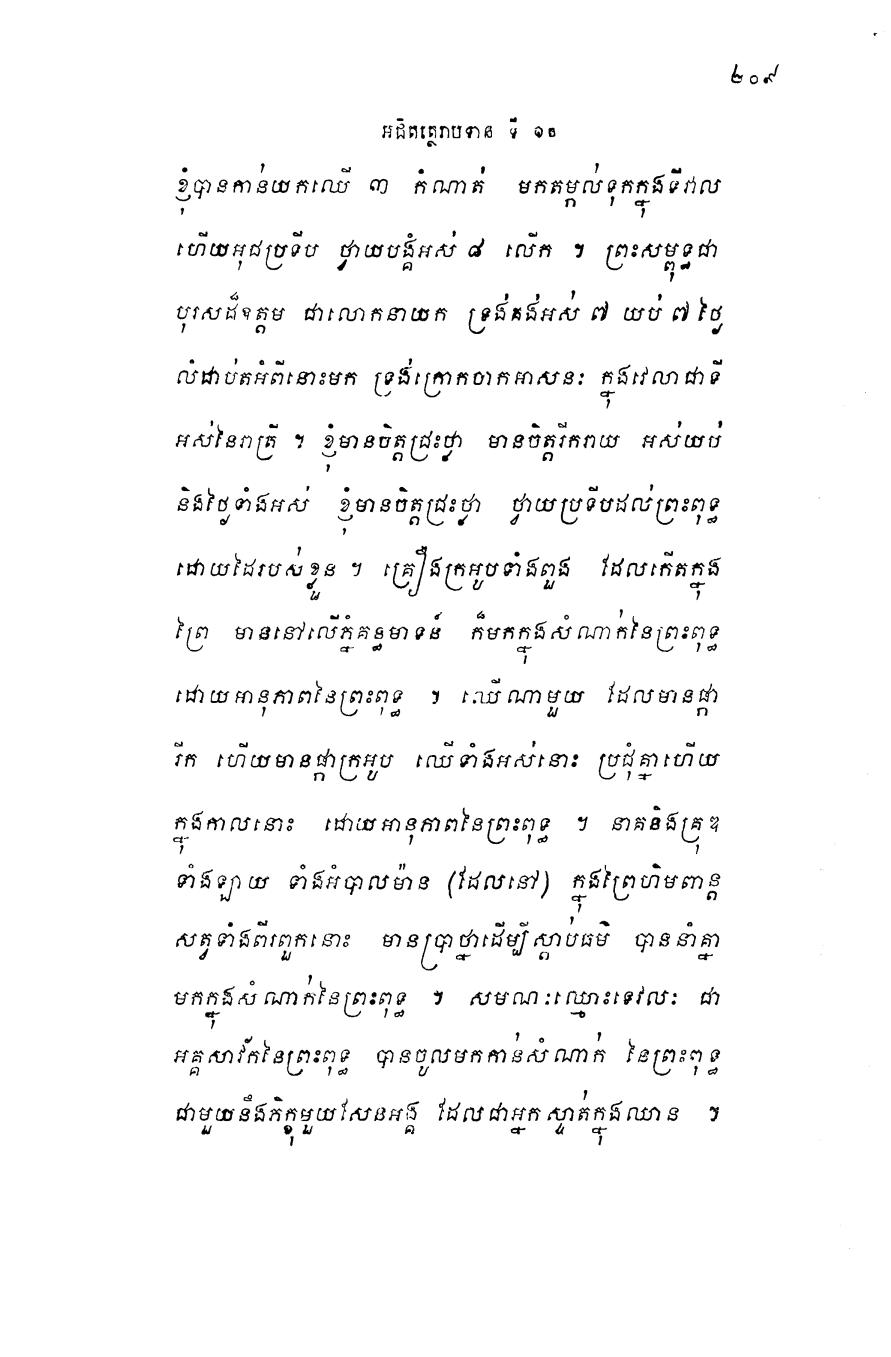 ២០៩
អជិតត្ថេរាបទាន ទី ១០
ខ្ញុំបានកាន់យកឈើ ៣ កំណាត់ មកតម្កល់ទុកក្នុងទីវាល
ហើយអុជប្រទីប ថ្វាយបង្គំអស់ ៨ លើក ។ ព្រះសម្ពុទ្ធជា
បុរសដ៏ឧត្តម ជាលោកនាយក ទ្រង់គង់អស់ ៧ យប់ ៧ ថ្ងៃ
លំដាប់តអំពីនោះមក ទ្រង់ក្រោកចាកអាសនៈ ក្នុងវេលាជាទី
អស់នៃរាត្រី ។ ខ្ញុំមានចិត្តជ្រះថ្លា មានចិត្តរីករាយ អស់យប់
និងថ្ងៃទាំងអស់ ខ្ញុំមានចិត្តជ្រះថ្លា ថ្វាយប្រទីបដល់ព្រះពុទ្ធ
ដោយដៃរបស់ខ្លួន ។ គ្រឿងក្រអូបទាំងពួង ដែលកើតក្នុង
ព្រៃ មាននៅលើភ្នំគន្ធមាទន៍ ក៏មកក្នុងសំណាក់នៃព្រះពុទ្ធ
ដោយអានុភាពនៃព្រះពុទ្ធ ។ ឈើណាមួយ ដែលមានផ្កា
រីក ហើយមានផ្កាក្រអូប ឈើទាំងអស់នោះ ប្រជុំគ្នាហើយ
ក្នុងកាលនោះ ដោយអានុភាពនៃព្រះពុទ្ធ ។ នាគនិងគ្រុឌ
ទាំងឡាយ ទាំងអំបាលម៉ាន (ដែលនៅ) ក្នុងព្រៃហិមពាន្ត
សត្វទាំងពីរពួកនោះ មានប្រាថ្នាដើម្បីស្តាប់ធម៌ បាននាំគ្នា
មកក្នុងសំណាក់នៃព្រះពុទ្ធ ។ សមណៈឈ្មោះទេវលៈ ជា
អគ្គសាវ័កនៃព្រះពុទ្ធ បានចូលមកកាន់សំណាក់ នៃព្រះពុទ្ធ
ជាមួយនឹងភិក្ខុមួយសែនអង្គ ដែលជាអ្នកស្ទាត់ក្នុងឈាន ។